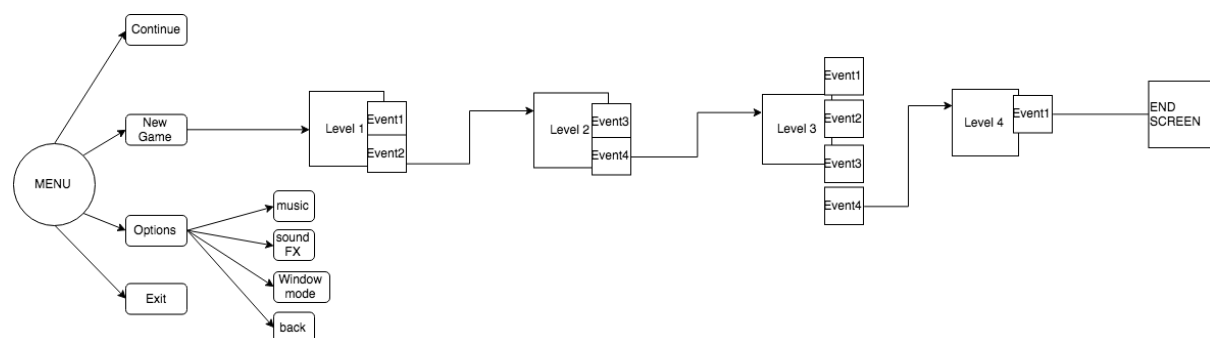 Continue
New
Game
MENU
Options
Exit
music
sound
FX
Window
mode
back
Level 1
Event1
Event2
Level 2
Event3
Event4
Level 3
Event1
Event2
Event3
Event4
Level 4
Event1
END
SCREEN